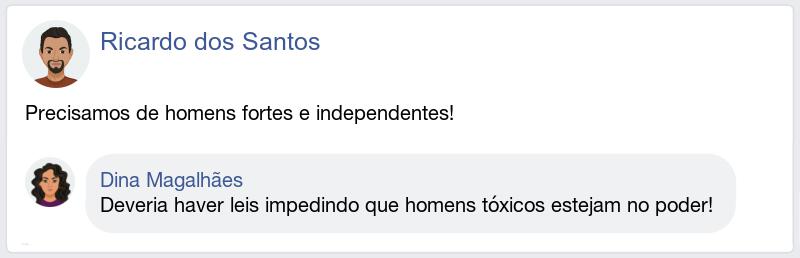 Ricardo dos Santos
Precisamos de homens fortes e independentes!
Dina Magalhães
Deveria haver leis impedindo que homens tóxicos estejam no poder!